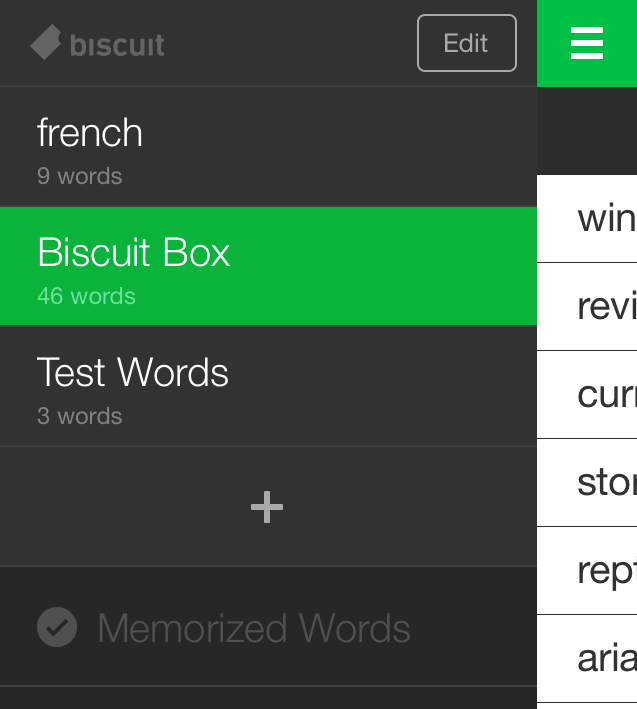 biscuit
Edit
french
9 words
Biscuit Box
46 words
Test Words
3 words
Memorized Words
win
revi
curr
stor
rept
aria